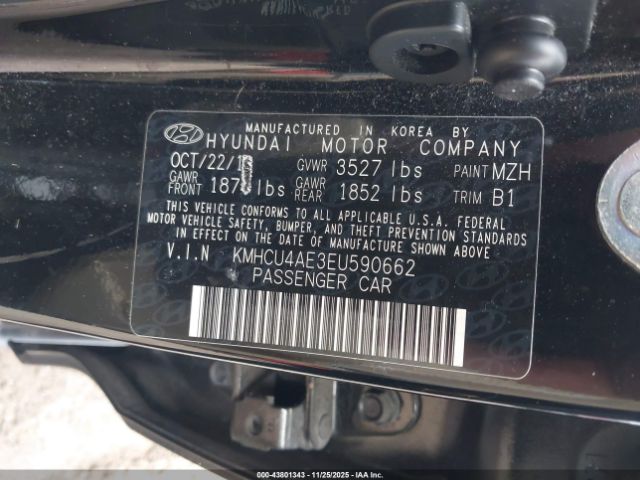 MANUFACTURED IN KOREA BY
HYUNDAI MOTOR COMPANY
GVWR 3527 lbs PAINT MZH
GAWR FRONT lbs GAWR REAR 1852 lbs TRIM B1
THIS VEHICLE CONFORMS TO ALL APPLICABLE U.S.A. FEDERAL
MOTOR VEHICLE SAFETY, BUMPER, AND THEFT PREVENTION
STANDARDS IN EFFECT ON THE DATE OF
MANUFACTURE SHOWN ABOVE.
V.I.N KMHCU4AE3EU590662
PASSENGER CAR
000-43801343 - 11/25/2025 - COPYRIGHT IAA, LLC.